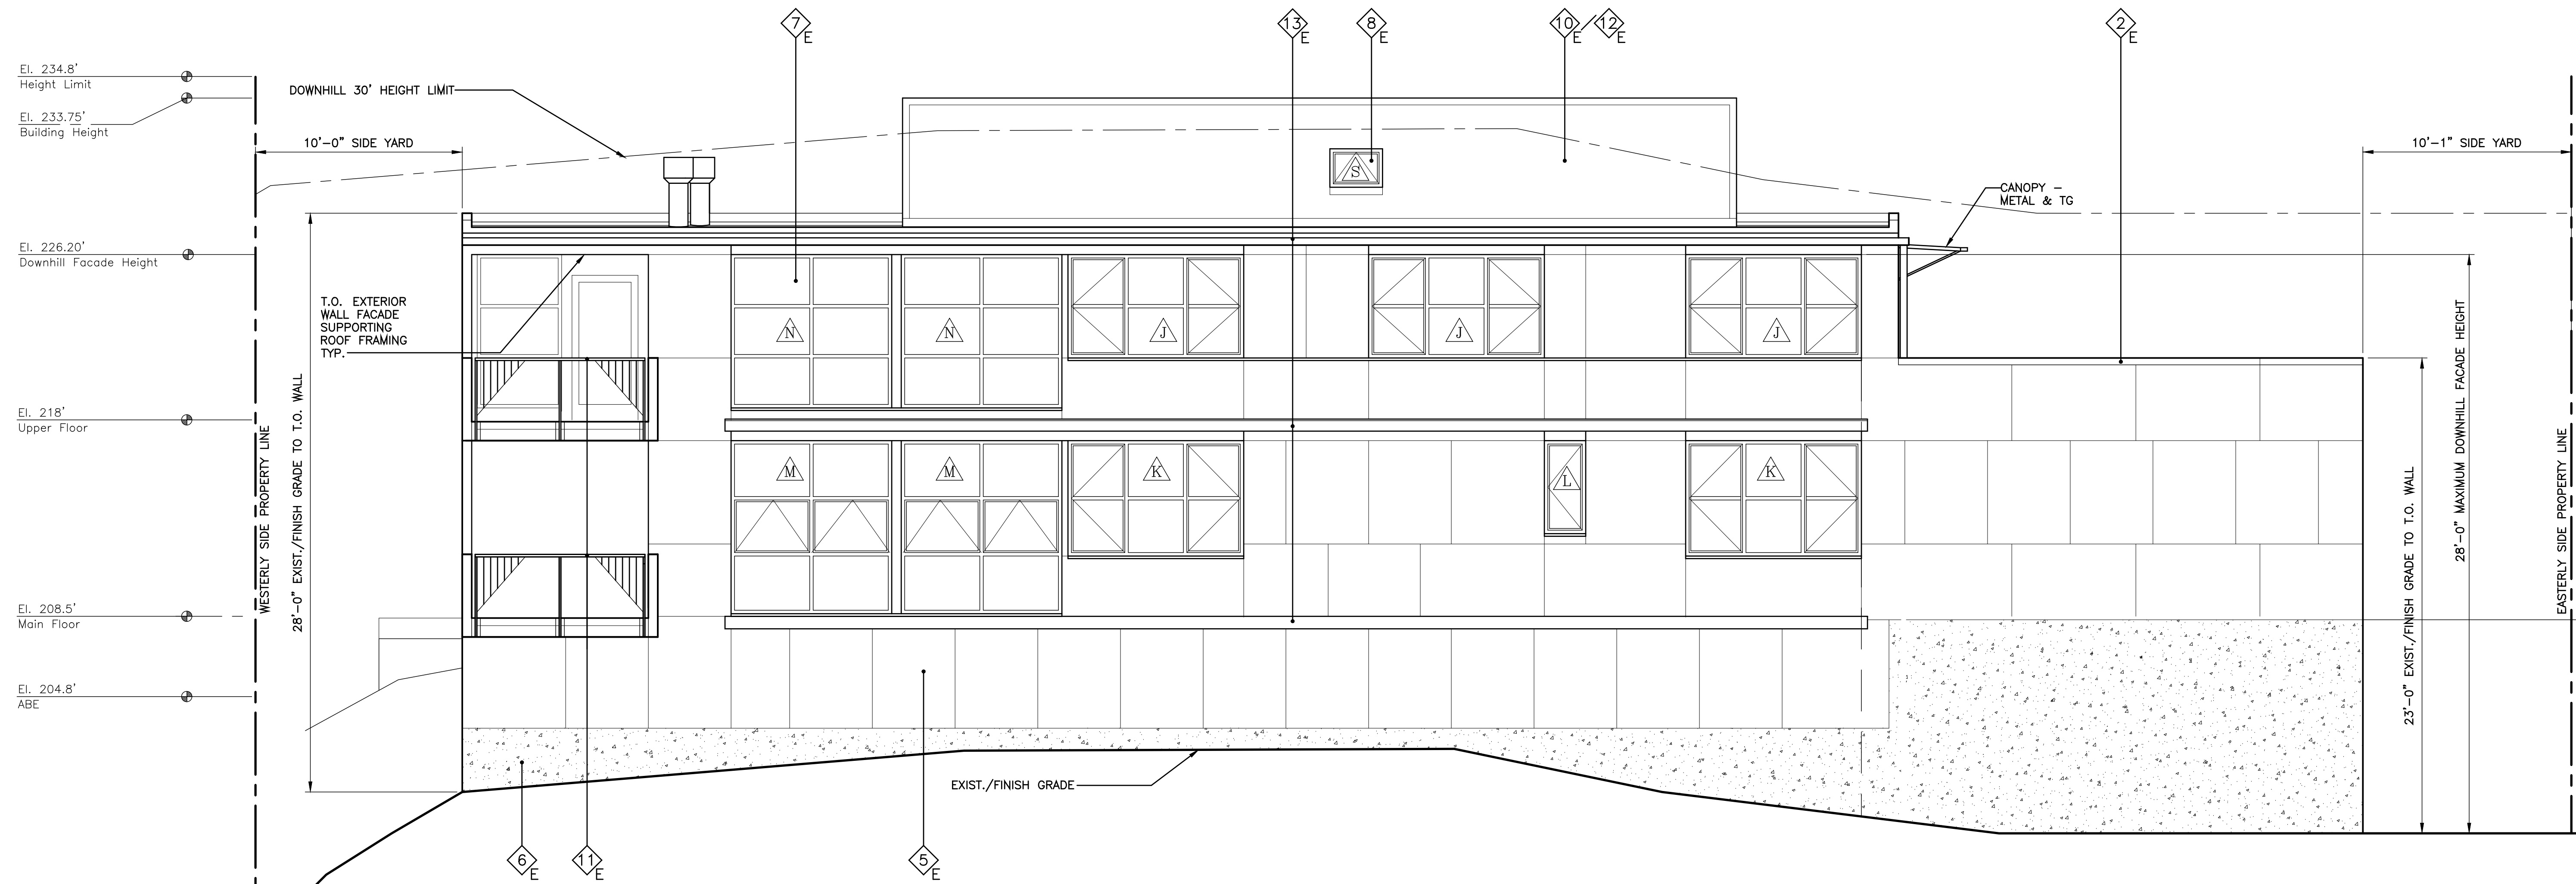 7
E
13
E
8
E
10
E
12
E
2
E
El. 234.8'
Height Limit
DOWNHILL 30' HEIGHT LIMIT
El. 233.75'
Building Height
10'-0" SIDE YARD
10'-1" SIDE YARD
S
CANOPY -
METAL & TG
El. 226.20'
Downhill Facade Height
T.O. EXTERIOR
WALL FACADE
SUPPORTING
ROOF FRAMING
TYP.
N
N
J
J
J
El. 218'
Upper Floor
M
M
K
L
K
WESTERLY SIDE PROPERTY LINE
28'-0" EXIST./FINISH GRADE TO T.O. WALL
23'-0" EXIST./FINISH GRADE TO T.O. WALL
28'-0" MAXIMUM DOWNHILL FACADE HEIGHT
EASTERLY SIDE PROPERTY LINE
El. 208.5'
Main Floor
El. 204.8'
ABE
EXIST./FINISH GRADE
6
E
11
E
5
E